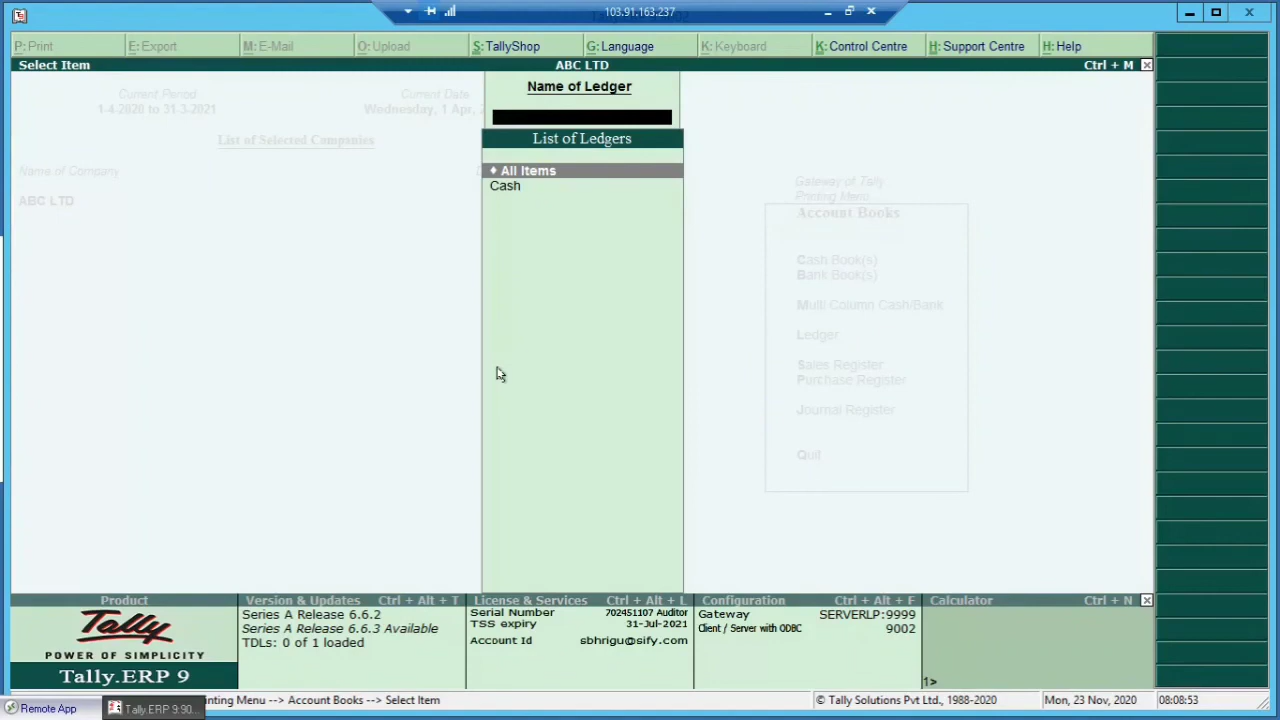 103.91.163.237
P: Print
E: Export
M: E-Mail
O: Upload
S: TallyShop
G: Language
K: Keyboard
K: Control Centre
H: Support Centre
H: Help
Select Item
ABC LTD
Ctrl + M
Current Period
1-4-2020 to 31-3-2021
Current Date
Wednesday, 1 Apr, 2
List of Selected Companies
Name of Company
ABC LTD
Name of Ledger
List of Ledgers
♦ All Items
Cash
Gateway of Tally
Printing Menu
Account Books
Cash Book(s)
Bank Book(s)
Multi Column Cash/Bank
Ledger
Sales Register
Purchase Register
Journal Register
Quit
Product
Tally
POWER OF SIMPLICITY
Tally.ERP 9
Version & Updates Ctrl + Alt + T
Series A Release 6.6.2
Series A Release 6.6.3 Available
TDLs: 0 of 1 loaded
License & Services Ctrl + Alt + L
Serial Number 702451107 Auditor
TSS expiry 31-Jul-2021
Account Id sbhrigu@sify.com
Configuration Ctrl + Alt + F
Gateway SERVERLP:9999
Client / Server with ODBC 9002
Calculator Ctrl + N
1>
Remote App
Tally.ERP 9:90...
nting Menu --> Account Books --> Select Item
© Tally Solutions Pvt Ltd., 1988-2020
Mon, 23 Nov, 2020
08:08:53